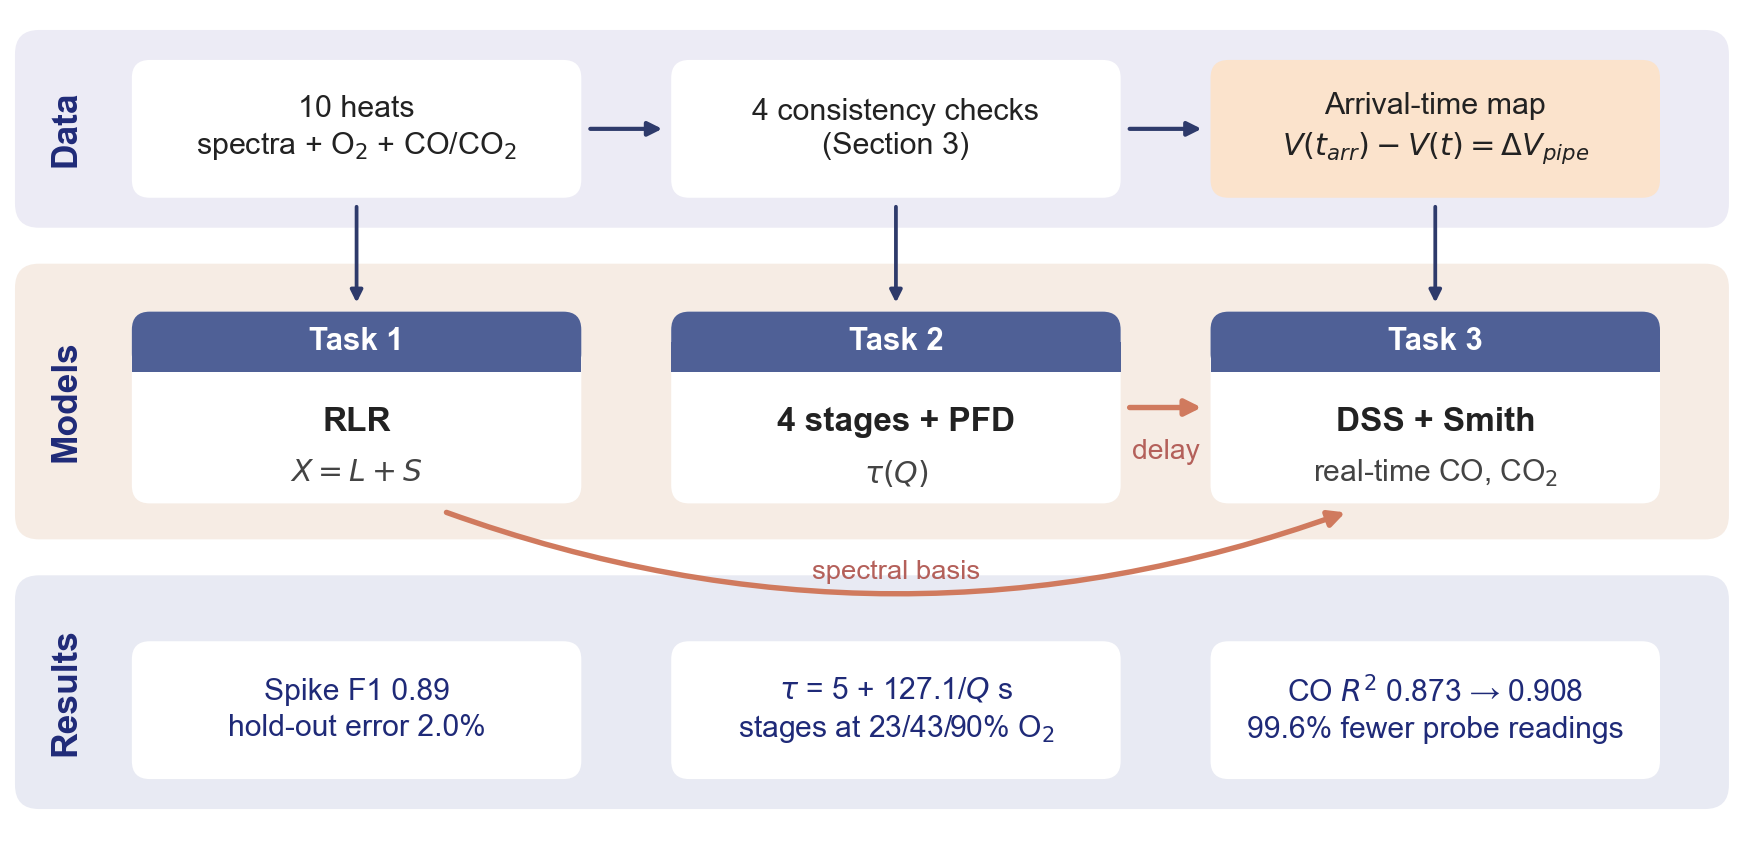 Data
10 heats
spectra + O₂ + CO/CO₂
4 consistency checks
(Section 3)
Arrival-time map
V(t_arr) − V(t) = ΔV_pipe
Models
Task 1
RLR
X = L + S
Task 2
4 stages + PFD
τ(Q)
delay
Task 3
DSS + Smith
real-time CO, CO₂
spectral basis
Results
Spike F1 0.89
hold-out error 2.0%
τ = 5 + 127.1/Q s
stages at 23/43/90% O₂
CO R² 0.873 → 0.908
99.6% fewer probe readings